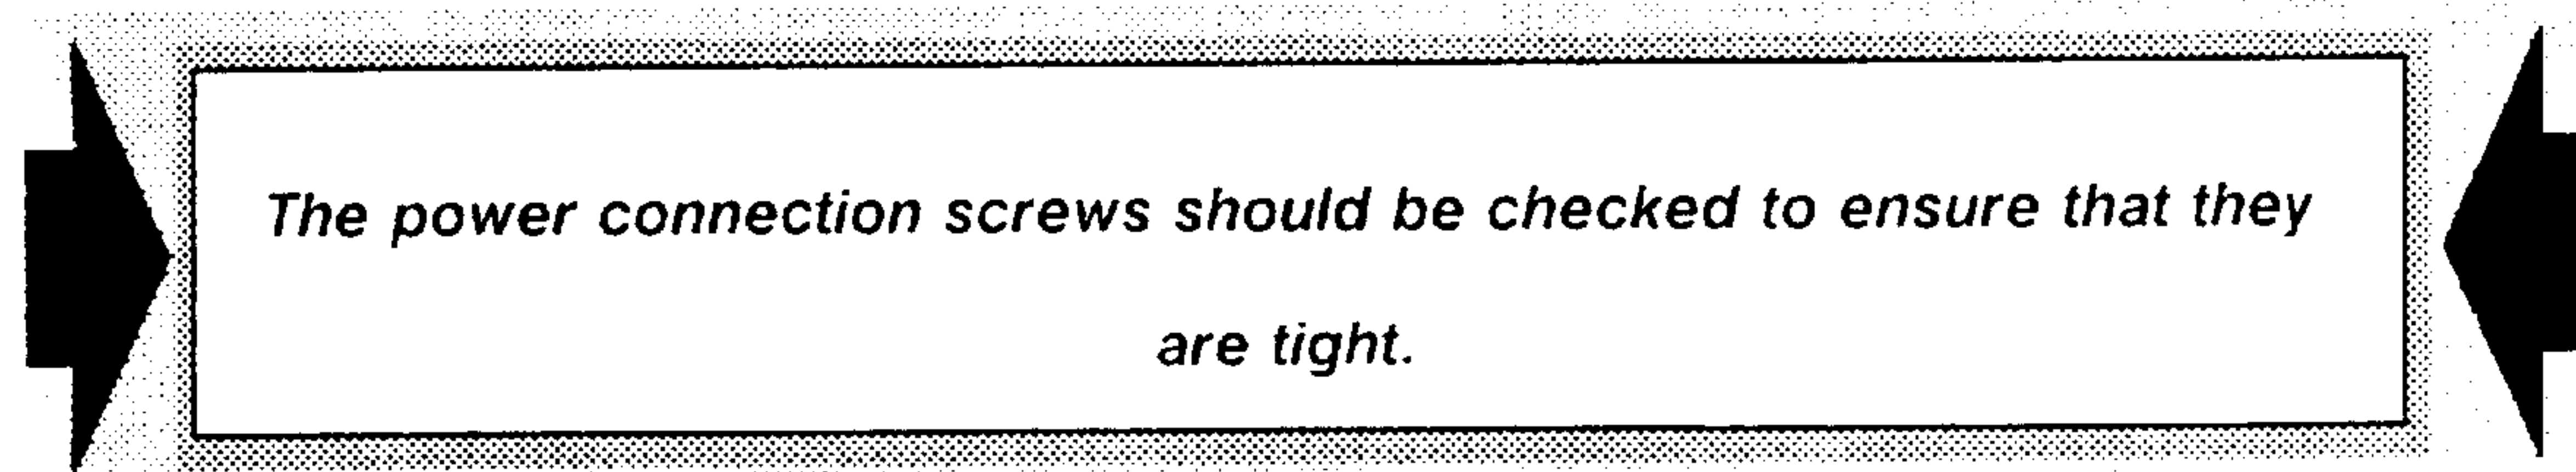 The power connection screws should be checked to ensure that they
are tight.